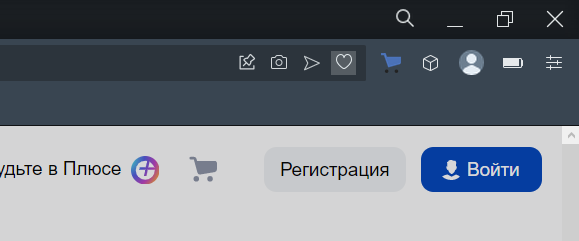 удьте в Плюсе
Регистрация
Войти